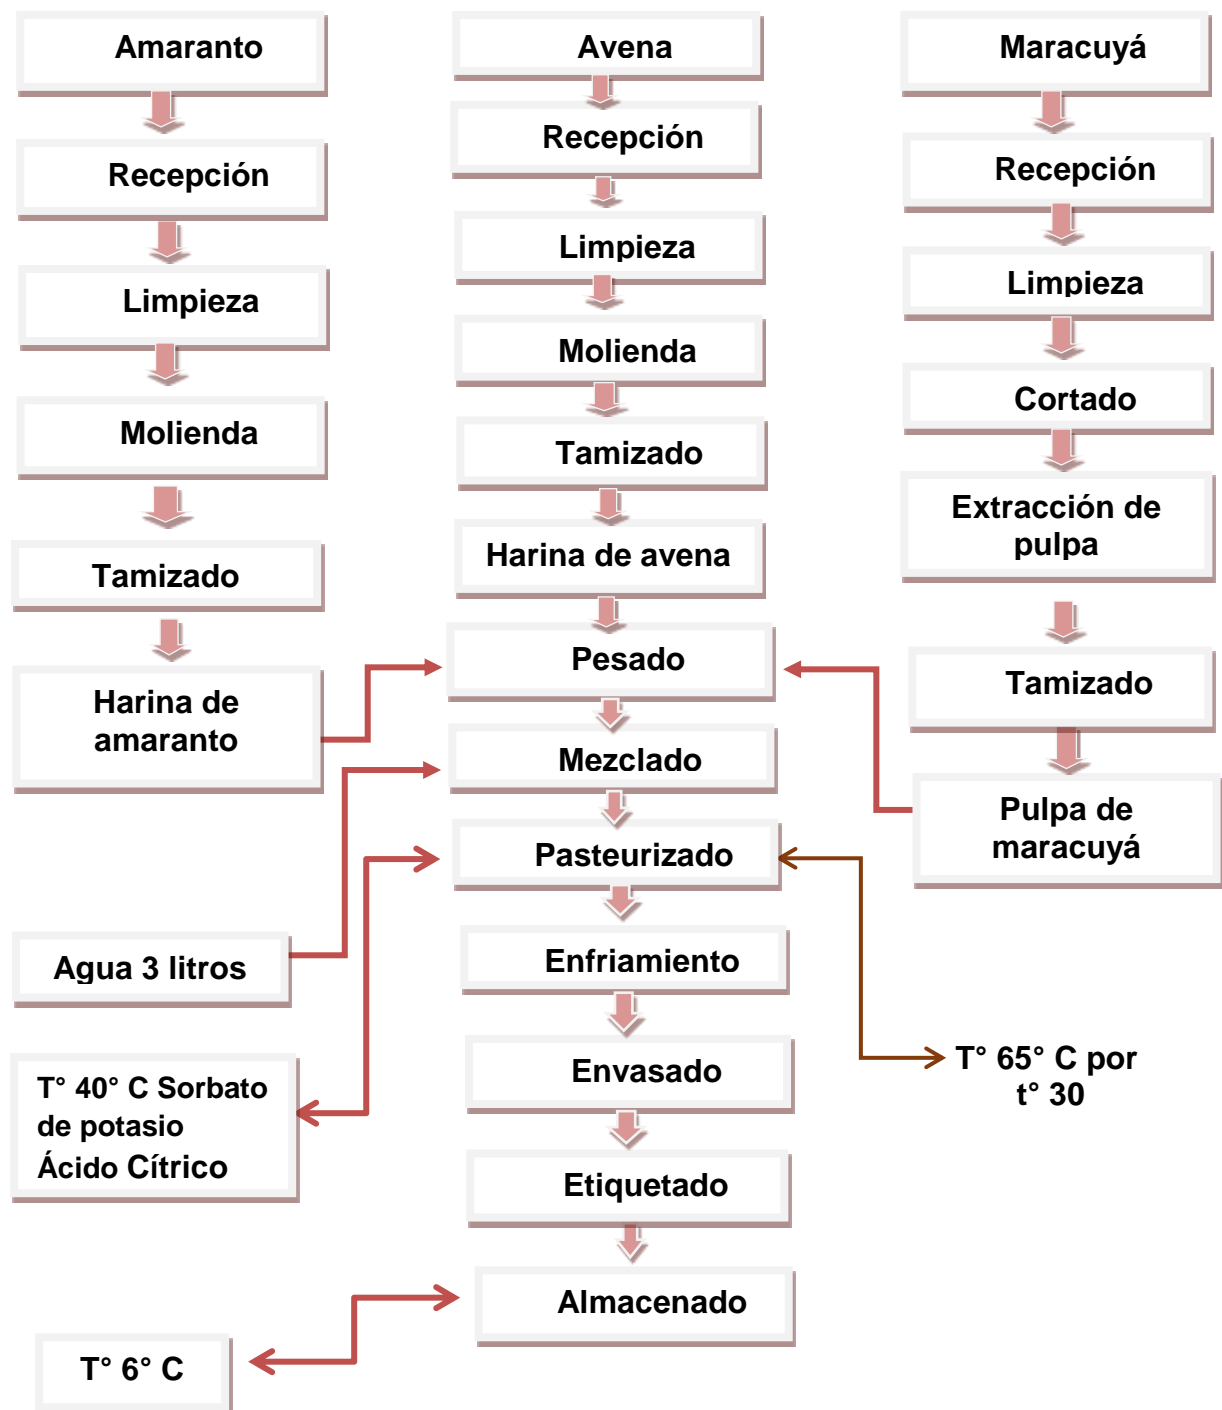 Amaranto
Recepción
Limpieza
Molienda
Tamizado
Harina de
amaranto
Agua 3 litros
T° 40° C Sorbato
de potasio
Ácido Cítrico
T° 6° C
Avena
Recepción
Limpieza
Molienda
Tamizado
Harina de avena
Pesado
Mezclado
Pasteurizado
Enfriamiento
Envasado
Etiquetado
Almacenado
Maracuyá
Recepción
Limpieza
Cortado
Extracción de
pulpa
Tamizado
Pulpa de
maracuyá
T° 65° C por
t° 30